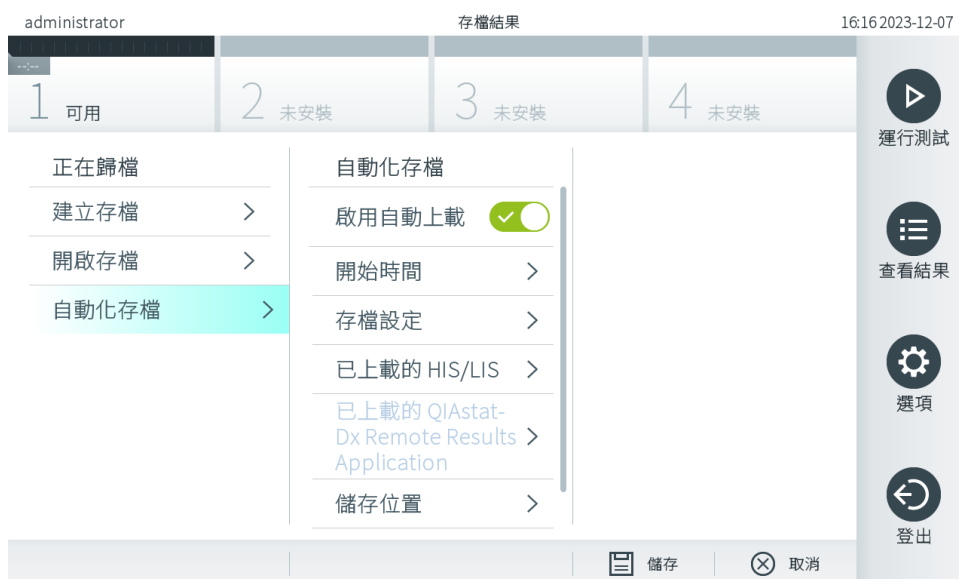 administrator
存檔結果
16:16 2023-12-07
--:--
1 可用
2 未安裝
3 未安裝
4 未安裝
正在歸檔
建立存檔
開啟存檔
自動化存檔
自動化存檔
啟用自動上載
開始時間
存檔設定
已上載的 HIS/LIS
已上載的 QIAstat-
Dx Remote Results
Application
儲存位置
運行測試
查看結果
選項
登出
儲存
取消